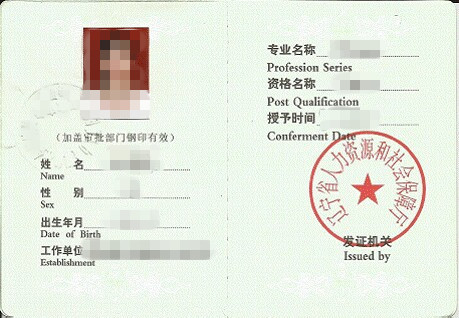 (加盖审批部门钢印有效)
姓 名
Name
性 别
Sex
出生年月
Date of Birth
工作单位
Establishment
专业名称
Profession Series
资格名称
Post Qualification
授予时间
Conferment Date
辽宁省人力资源和社会保障厅
发证机关
Issued by